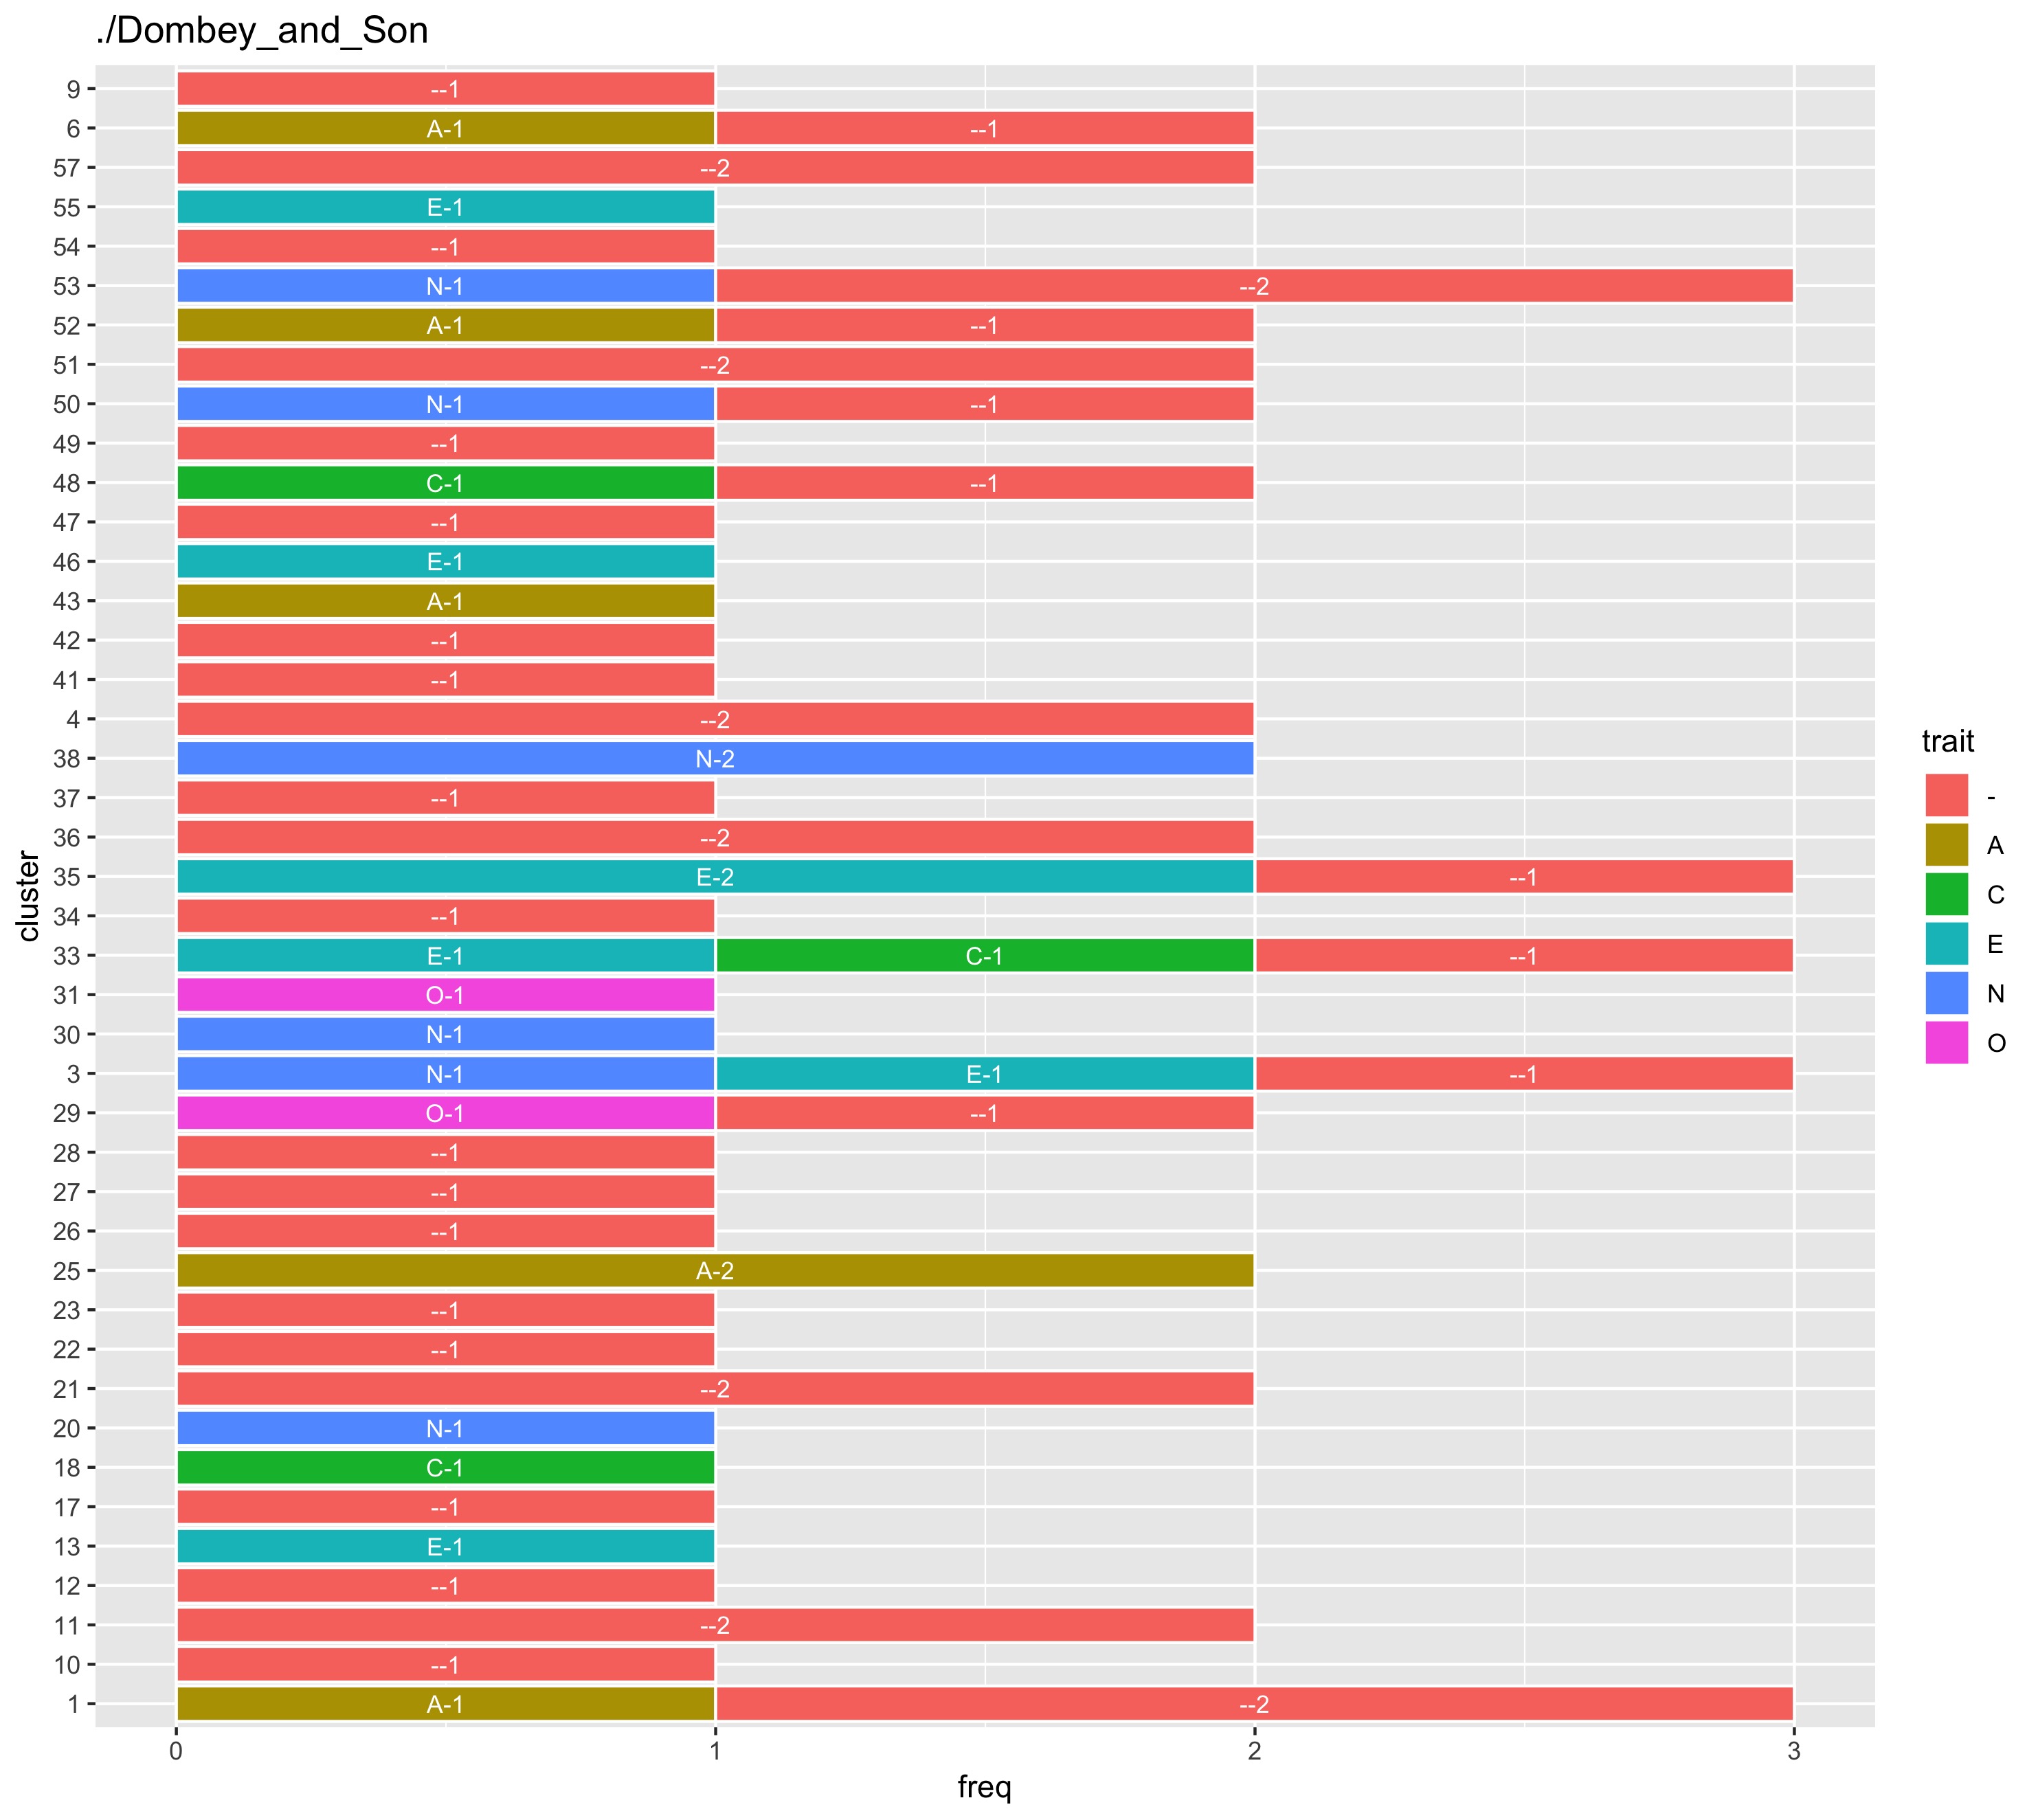 ./Dombey_and_Son
9 --1
6 A-1 --1
57 --2
55 E-1
54 --1
53 N-1 --2
52 A-1 --1
51 --2
50 N-1 --1
49 --1
48 C-1 --1
47 --1
46 E-1
43 A-1
42 --1
41 --1
4 --2
38 N-2
37 --1
36 --2
35 E-2 --1
34 --1
33 E-1 C-1 --1
31 O-1
30 N-1
3 N-1 E-1 --1
29 O-1 --1
28 --1
27 --1
26 --1
25 A-2
23 --1
22 --1
21 --2
20 N-1
18 C-1
17 --1
13 E-1
12 --1
11 --2
10 --1
1 A-1 --2
0 1 2 3
freq
cluster
trait
-
A
C
E
N
O